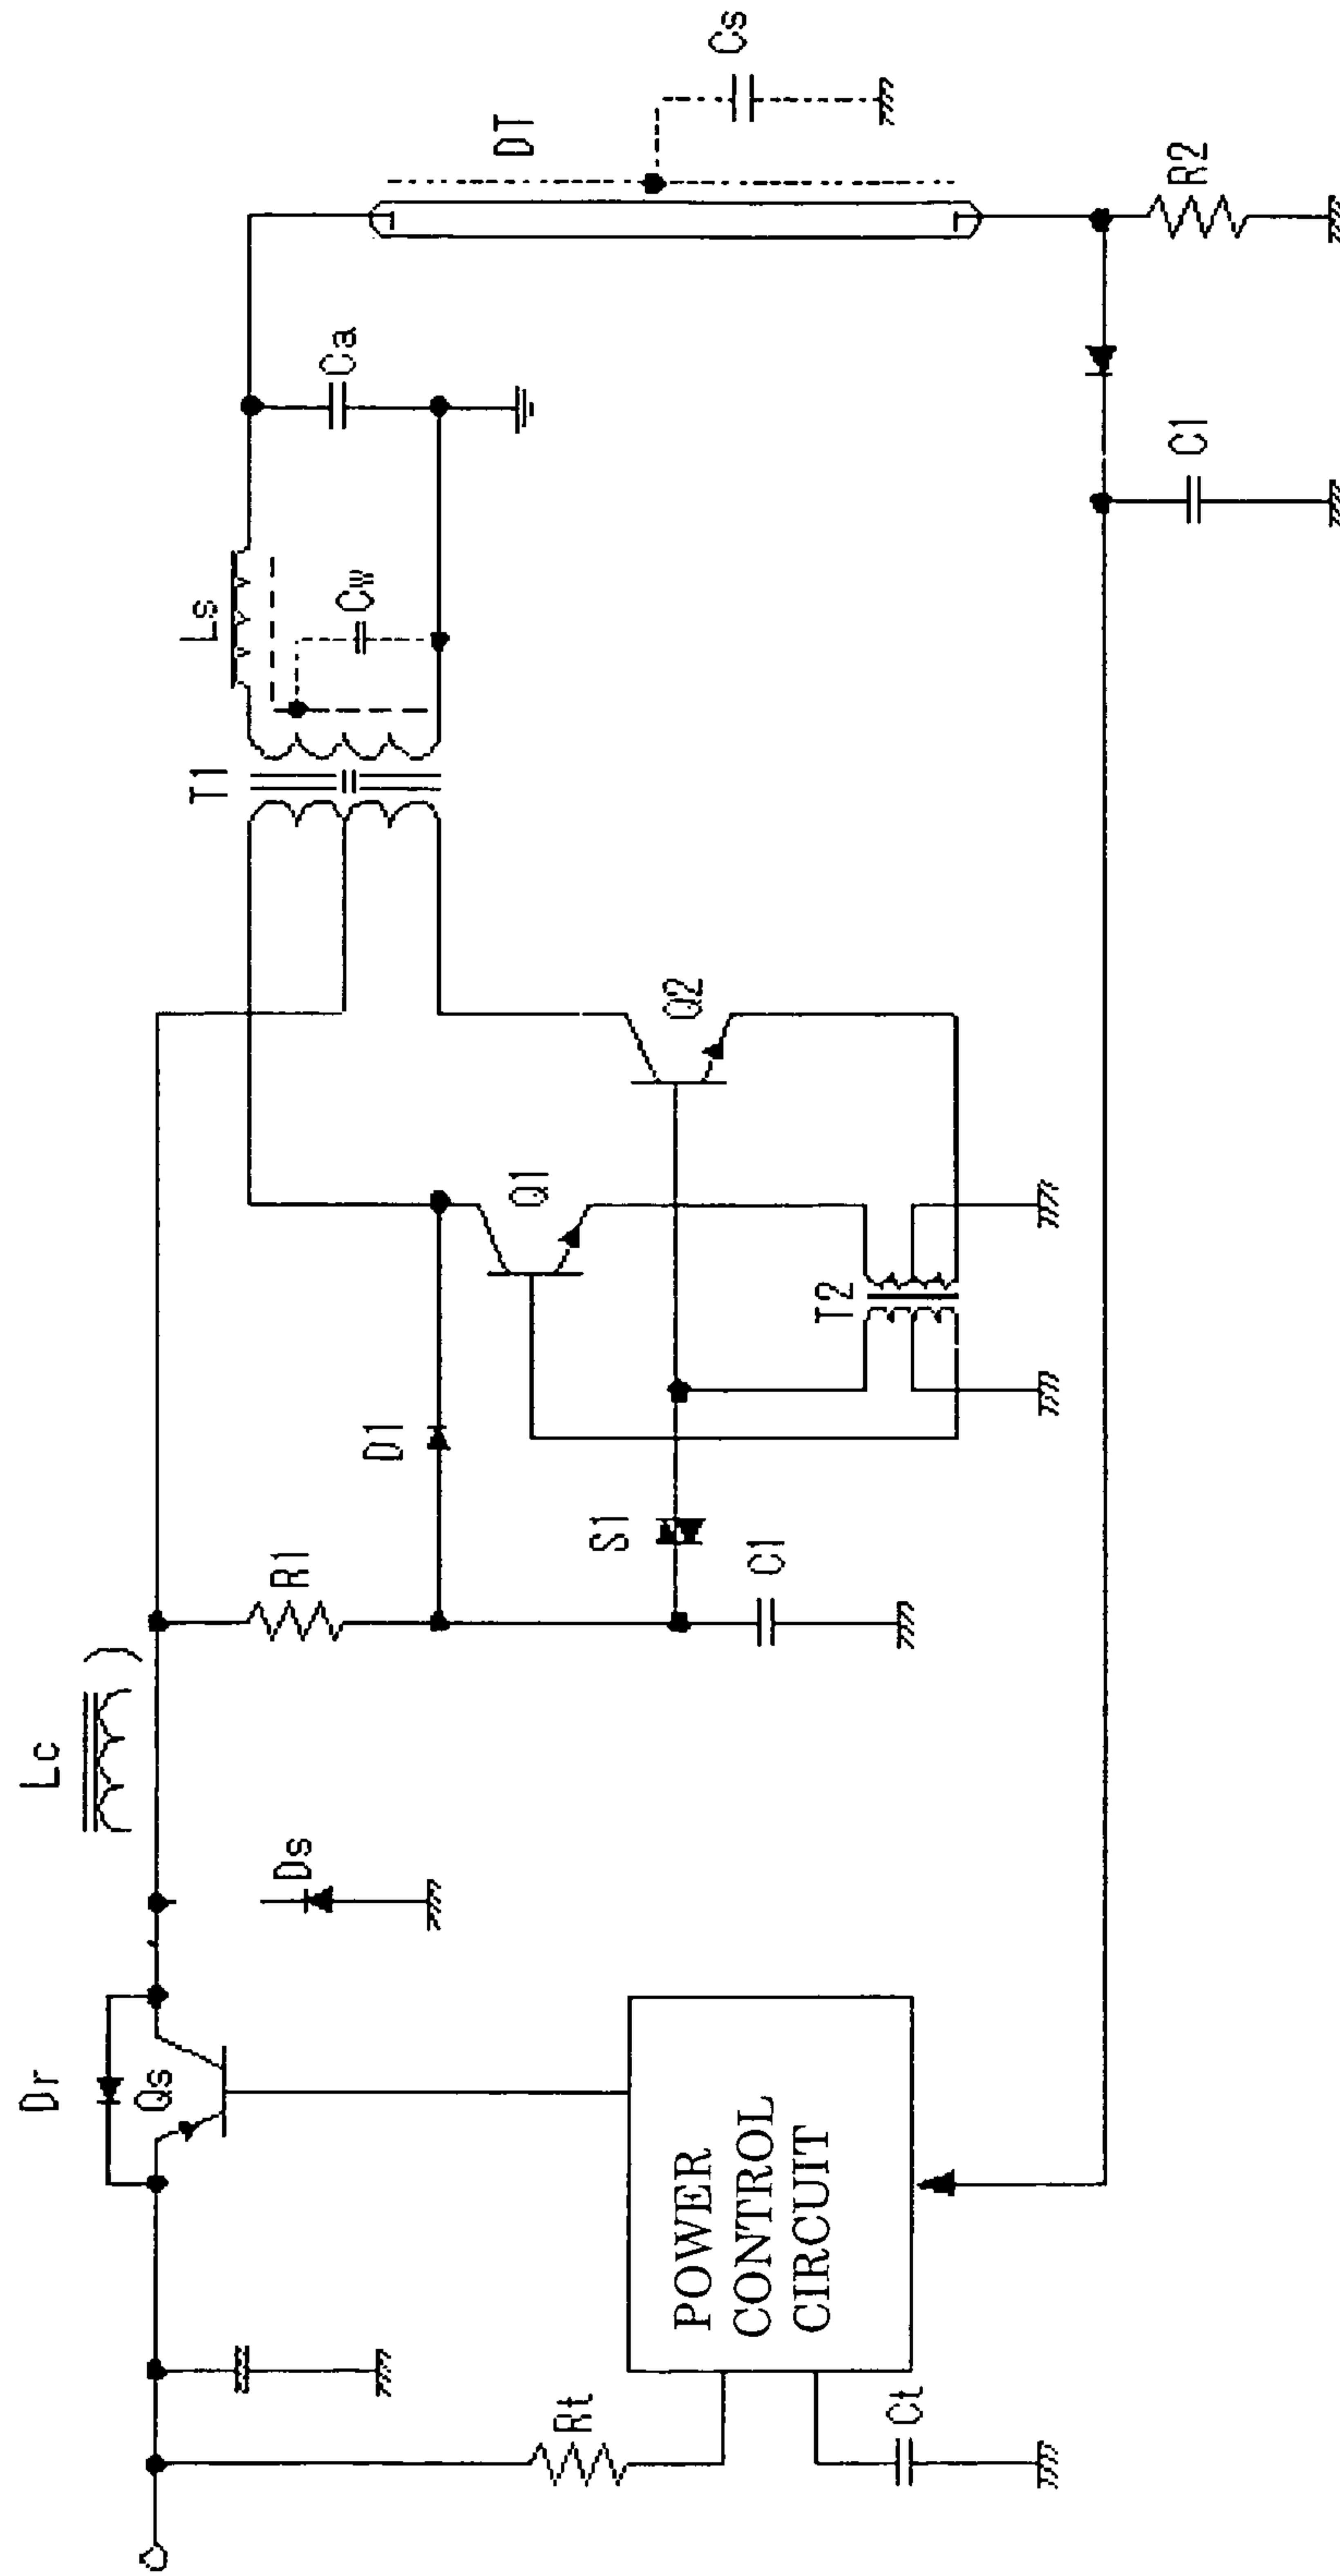 Cs
DT
R2
Ca
C1
Ls
Cw
T1
Q2
Q1
T2
D1
S1
R1
C1
Lc
Ds
Dr
Qs
POWER
CONTROL
CIRCUIT
Rt
Ct